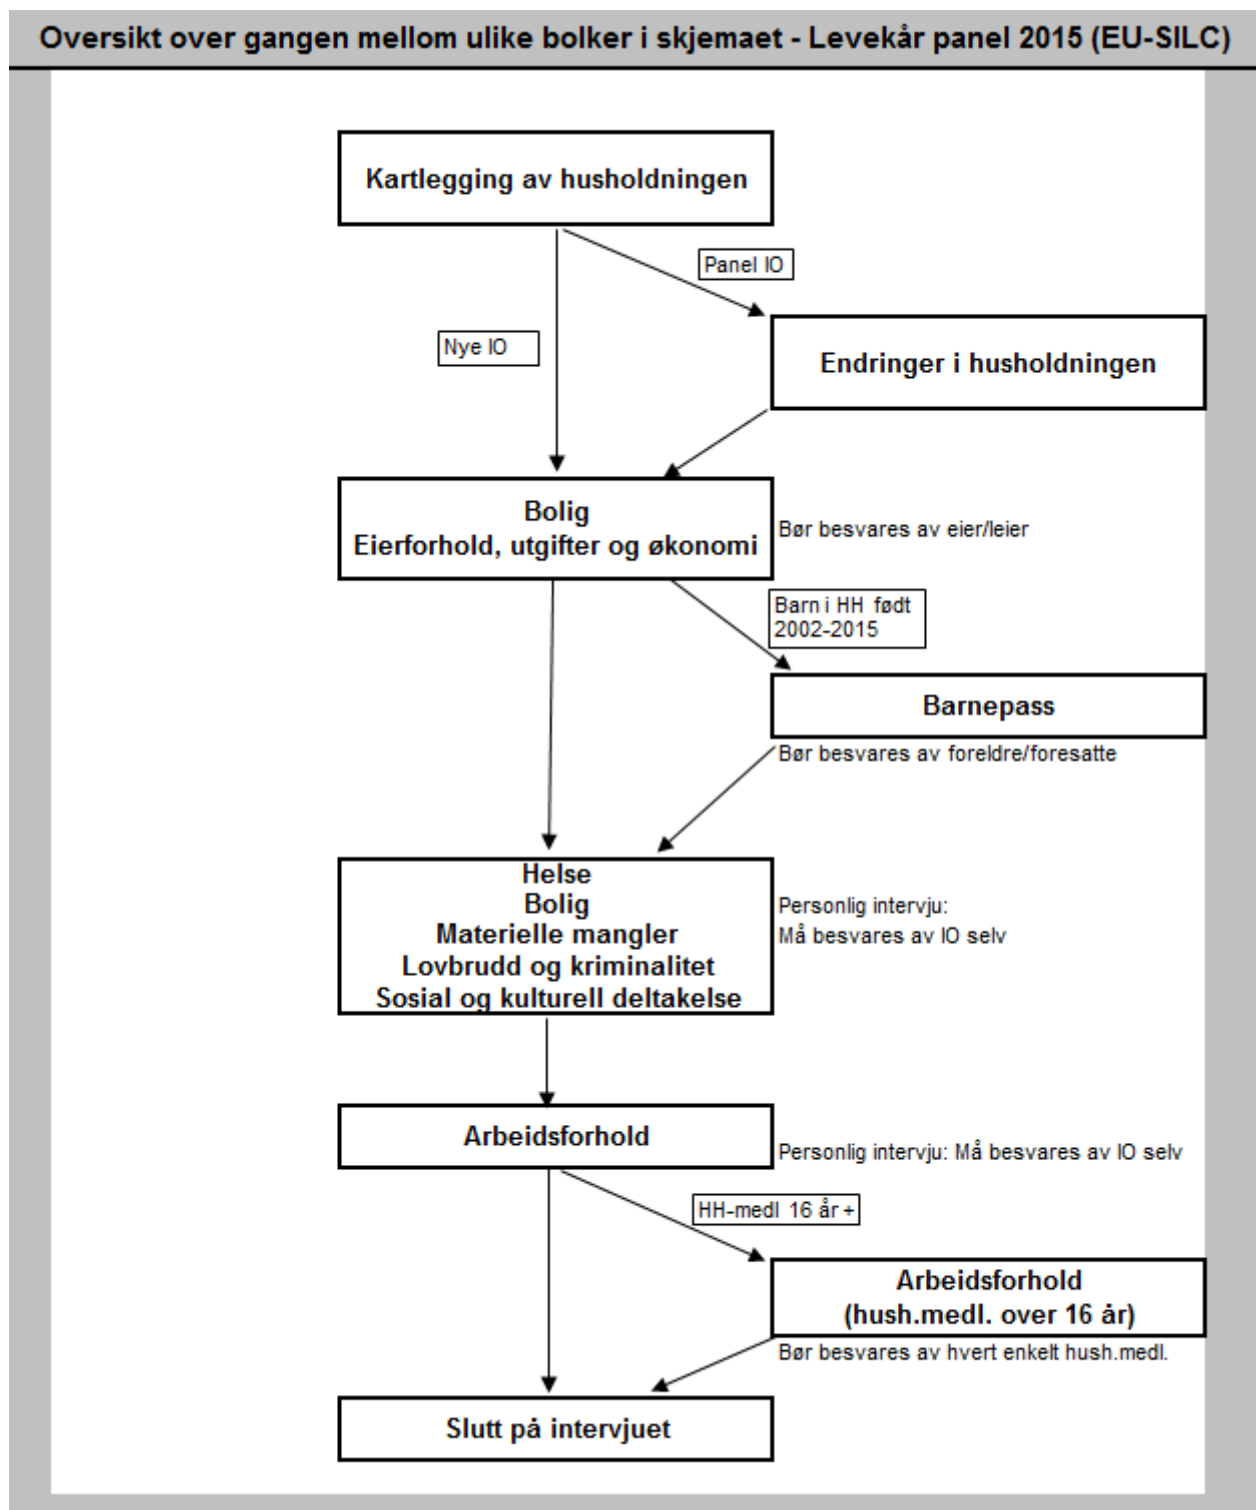 Oversikt over gangen mellom ulike bolker i skjemaet - Levekår panel 2015 (EU-SILC)
Kartlegging av husholdningen
Panel IO
Nye IO
Endringer i husholdningen
Bolig
Eierforhold, utgifter og økonomi
Bør besvares av eier/leier
Barn i HH født
2002-2015
Barnepass
Bør besvares av foreldre/foresatte
Helse
Bolig
Materielle mangler
Lovbrudd og kriminalitet
Sosial og kulturell deltakelse
Personlig intervju:
Må besvares av IO selv
Arbeidsforhold
Personlig intervju: Må besvares av IO selv
HH-medl 16 år +
Arbeidsforhold
(hush.medl. over 16 år)
Bør besvares av hvert enkelt hush.medl.
Slutt på intervjuet